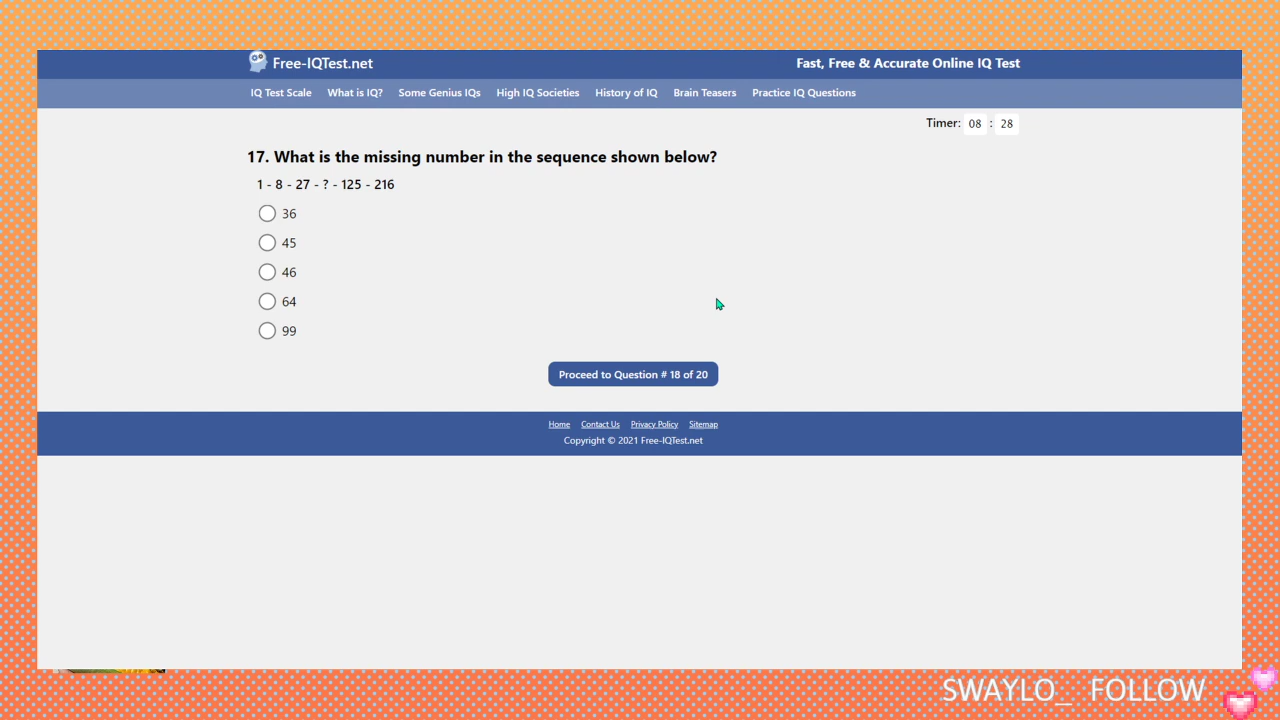 Free-IQTest.net
Fast, Free & Accurate Online IQ Test
IQ Test Scale What is IQ? Some Genius IQs High IQ Societies History of IQ Brain Teasers Practice IQ Questions
Timer: 08 : 28
17. What is the missing number in the sequence shown below?
1 - 8 - 27 - ? - 125 - 216
36
45
46
64
99
Proceed to Question # 18 of 20
Home Contact Us Privacy Policy Sitemap
Copyright © 2021 Free-IQTest.net
SWAYLO_ FOLLOW